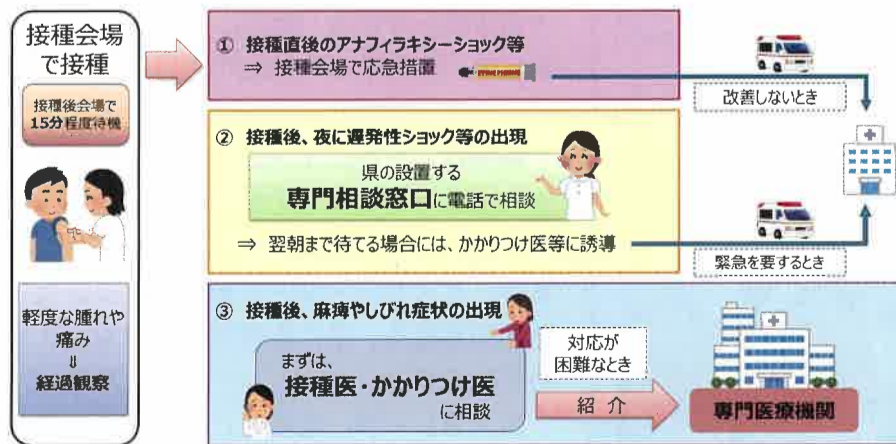 接種会場
で接種
接種後会場で
15分程度待機
軽度な腫れや
痛み
⇓
経過観察
① 接種直後のアナフィラキシーショック等
⇒ 接種会場で応急措置
改善しないとき
② 接種後、夜に遅発性ショック等の出現
県の設置する
専門相談窓口に電話で相談
⇒ 翌朝まで待てる場合には、かかりつけ医等に誘導
緊急を要するとき
③ 接種後、麻痺やしびれ症状の出現
まずは、
接種医・かかりつけ医
に相談
対応が
困難なとき
紹 介
専門医療機関